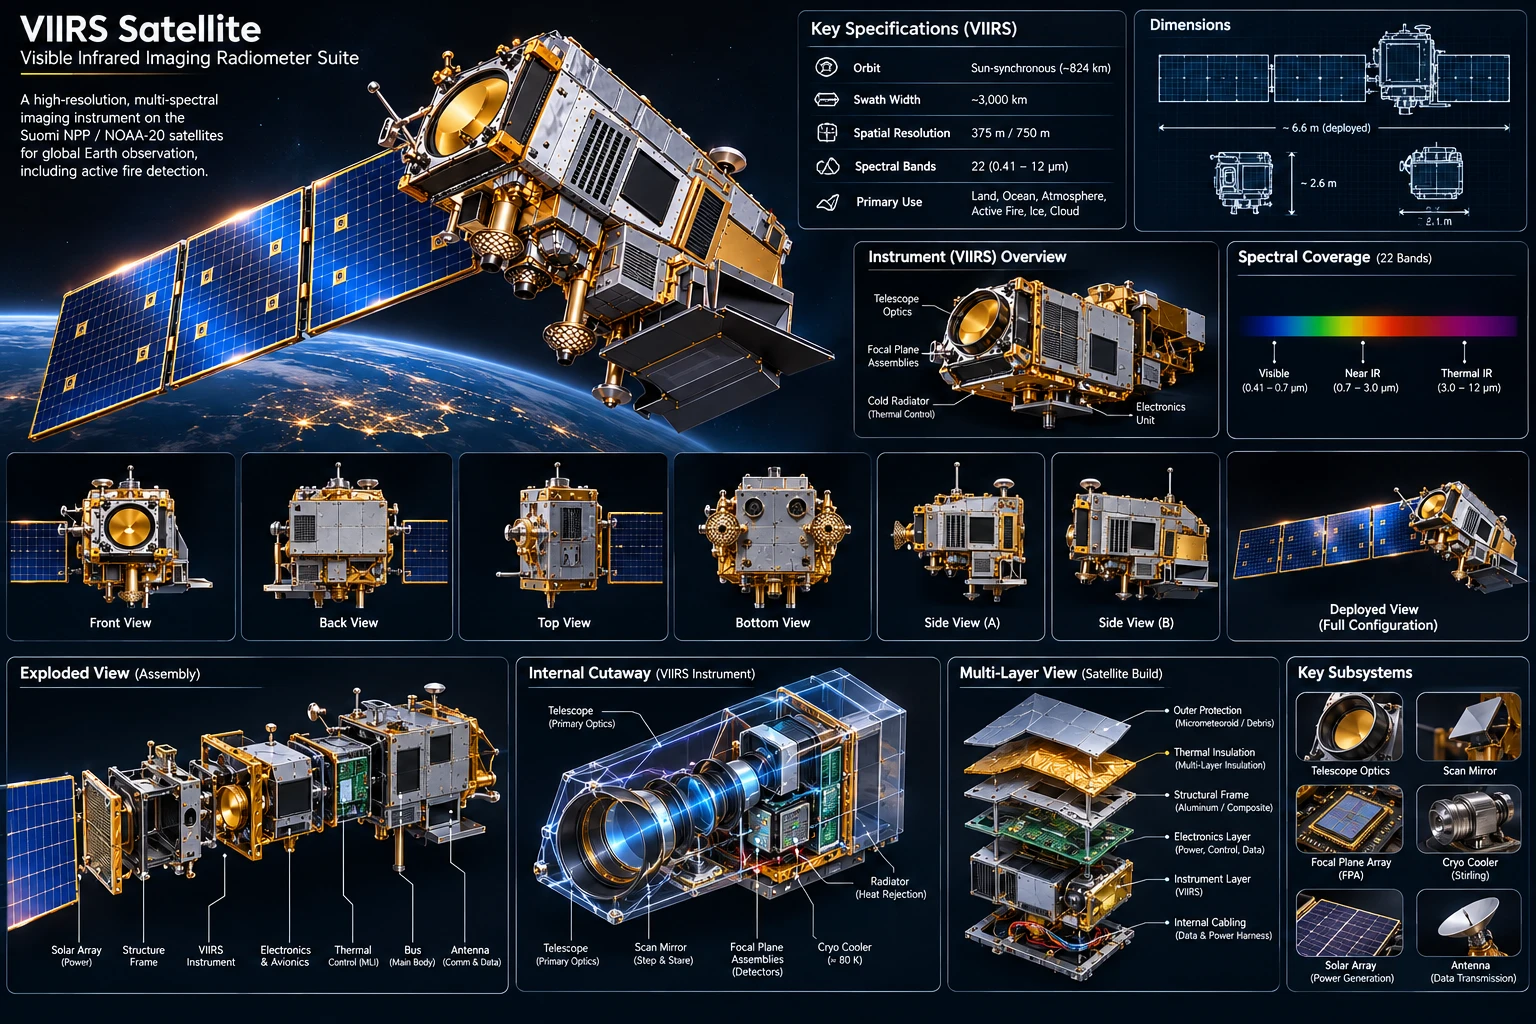 VIIRS Satellite
Visible Infrared Imaging Radiometer Suite
A high-resolution, multi-spectral
imaging instrument on the
Suomi NPP / NOAA-20 satellites
for global Earth observation,
including active fire detection.
Key Specifications (VIIRS)
Orbit Sun-synchronous (~824 km)
Swath Width ~3,000 km
Spatial Resolution 375 m / 750 m
Spectral Bands 22 (0.41 – 12 µm)
Primary Use Land, Ocean, Atmosphere,
Active Fire, Ice, Cloud
Dimensions
~ 6.6 m (deployed)
~ 2.6 m
Instrument (VIIRS) Overview
Telescope
Optics
Focal Plane
Assemblies
Cold Radiator
(Thermal Control)
Electronics
Unit
Spectral Coverage (22 Bands)
Visible
(0.41 – 0.7 µm)
Near IR
(0.7 – 3.0 µm)
Thermal IR
(3.0 – 12 µm)
Front View
Back View
Top View
Bottom View
Side View (A)
Side View (B)
Deployed View
(Full Configuration)
Exploded View (Assembly)
Solar Array
(Power)
Structure
Frame
VIIRS
Instrument
Electronics
& Avionics
Thermal
Control (MLI)
Bus
(Main Body)
Antenna
(Comm & Data)
Internal Cutaway (VIIRS Instrument)
Telescope
(Primary Optics)
Radiator
(Heat Rejection)
Telescope
(Primary Optics)
Scan Mirror
(Step & Stare)
Focal Plane
Assemblies
(Detectors)
Cryo Cooler
(≈ 80 K)
Multi-Layer View (Satellite Build)
Outer Protection
(Micrometeoroid / Debris)
Thermal Insulation
(Multi-Layer Insulation)
Structural Frame
(Aluminum / Composite)
Electronics Layer
(Power, Control, Data)
Instrument Layer
(VIIRS)
Internal Cabling
(Data & Power Harness)
Key Subsystems
Telescope Optics
Scan Mirror
Focal Plane Array
(FPA)
Cryo Cooler
(Stirling)
Solar Array
(Power Generation)
Antenna
(Data Transmission)